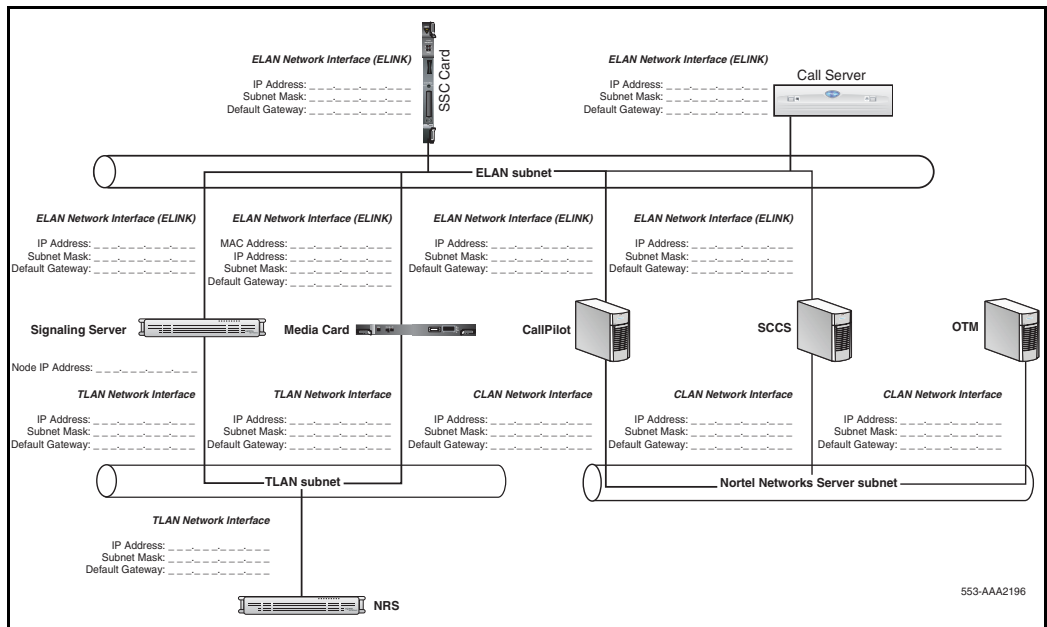 ELAN Network Interface (ELINK)
IP Address: _ _ _._ _ _._ _ _._ _ _
Subnet Mask: _ _ _._ _ _._ _ _._ _ _
Default Gateway: _ _ _._ _ _._ _ _._ _ _
SSC Card
ELAN Network Interface (ELINK)
IP Address: _ _ _._ _ _._ _ _._ _ _
Subnet Mask: _ _ _._ _ _._ _ _._ _ _
Default Gateway: _ _ _._ _ _._ _ _._ _ _
Call Server
ELAN subnet
ELAN Network Interface (ELINK)
IP Address: _ _ _._ _ _._ _ _._ _ _
Subnet Mask: _ _ _._ _ _._ _ _._ _ _
Default Gateway: _ _ _._ _ _._ _ _._ _ _
ELAN Network Interface (ELINK)
MAC Address: _ _ _._ _ _._ _ _._ _ _
IP Address: _ _ _._ _ _._ _ _._ _ _
Subnet Mask: _ _ _._ _ _._ _ _._ _ _
Default Gateway: _ _ _._ _ _._ _ _._ _ _
ELAN Network Interface (ELINK)
IP Address: _ _ _._ _ _._ _ _._ _ _
Subnet Mask: _ _ _._ _ _._ _ _._ _ _
Default Gateway: _ _ _._ _ _._ _ _._ _ _
ELAN Network Interface (ELINK)
IP Address: _ _ _._ _ _._ _ _._ _ _
Subnet Mask: _ _ _._ _ _._ _ _._ _ _
Default Gateway: _ _ _._ _ _._ _ _._ _ _
Signaling Server
Media Card
CallPilot
SCCS
OTM
Node IP Address: _ _ _._ _ _._ _ _._ _ _
TLAN Network Interface
IP Address: _ _ _._ _ _._ _ _._ _ _
Subnet Mask: _ _ _._ _ _._ _ _._ _ _
Default Gateway: _ _ _._ _ _._ _ _._ _ _
TLAN Network Interface
IP Address: _ _ _._ _ _._ _ _._ _ _
Subnet Mask: _ _ _._ _ _._ _ _._ _ _
Default Gateway: _ _ _._ _ _._ _ _._ _ _
CLAN Network Interface
IP Address: _ _ _._ _ _._ _ _._ _ _
Subnet Mask: _ _ _._ _ _._ _ _._ _ _
Default Gateway: _ _ _._ _ _._ _ _._ _ _
CLAN Network Interface
IP Address: _ _ _._ _ _._ _ _._ _ _
Subnet Mask: _ _ _._ _ _._ _ _._ _ _
Default Gateway: _ _ _._ _ _._ _ _._ _ _
CLAN Network Interface
IP Address: _ _ _._ _ _._ _ _._ _ _
Subnet Mask: _ _ _._ _ _._ _ _._ _ _
Default Gateway: _ _ _._ _ _._ _ _._ _ _
TLAN subnet
Nortel Networks Server subnet
TLAN Network Interface
IP Address: _ _ _._ _ _._ _ _._ _ _
Subnet Mask: _ _ _._ _ _._ _ _._ _ _
Default Gateway: _ _ _._ _ _._ _ _._ _ _
NRS
553-AAA2196